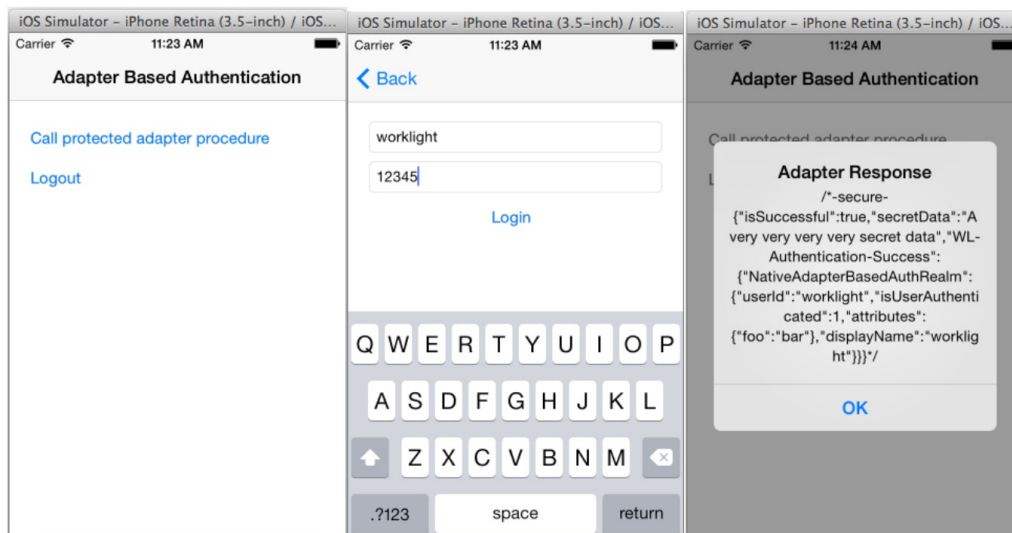 iOS Simulator – iPhone Retina (3.5–inch) / iOS...
Carrier 11:23 AM
Adapter Based Authentication
Call protected adapter procedure
Logout
iOS Simulator – iPhone Retina (3.5–inch) / iOS...
Carrier 11:23 AM
Back
worklight
12345
Login
Q W E R T Y U I O P
A S D F G H J K L
Z X C V B N M
.?123 space return
iOS Simulator – iPhone Retina (3.5–inch) / iOS...
Carrier 11:24 AM
Adapter Based Authentication
Call protected adapter procedure
L
Adapter Response
/*-secure-
{"isSuccessful":true,"secretData":"A
very very very very secret data","WL-
Authentication-Success":
{"NativeAdapterBasedAuthRealm":
{"userId":"worklight","isUserAuthenti
cated":1,"attributes":
{"foo":"bar"},"displayName":"worklig
ht"}}}*/
OK